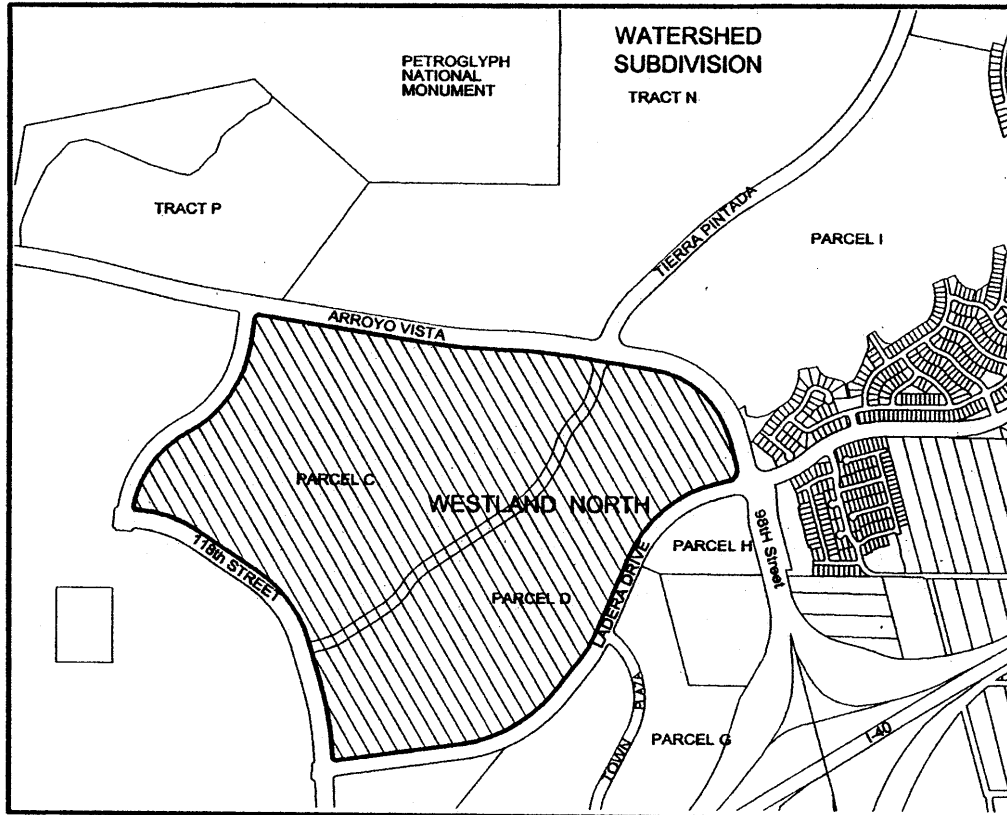 WATERSHED
SUBDIVISION
TRACT N
PETROGLYPH
NATIONAL
MONUMENT
TRACT P
TIERRA PINTADA
PARCEL I
ARROYO VISTA
PARCEL C
WESTLAND NORTH
118th STREET
PARCEL D
LADERA DRIVE
PARCEL H
98tH Street
TOWN PLAZA
PARCEL G
I-40